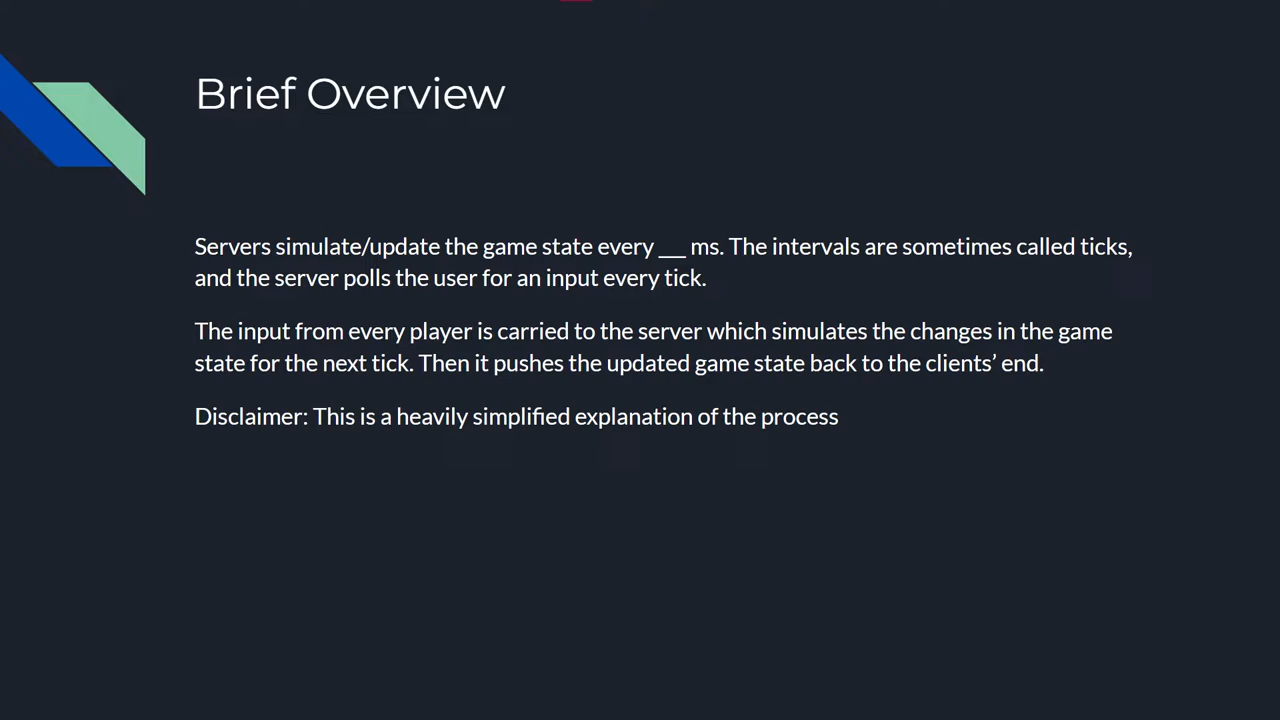 Brief Overview
Servers simulate/update the game state every ___ ms. The intervals are sometimes called ticks,
and the server polls the user for an input every tick.
The input from every player is carried to the server which simulates the changes in the game
state for the next tick. Then it pushes the updated game state back to the clients’ end.
Disclaimer: This is a heavily simplified explanation of the process